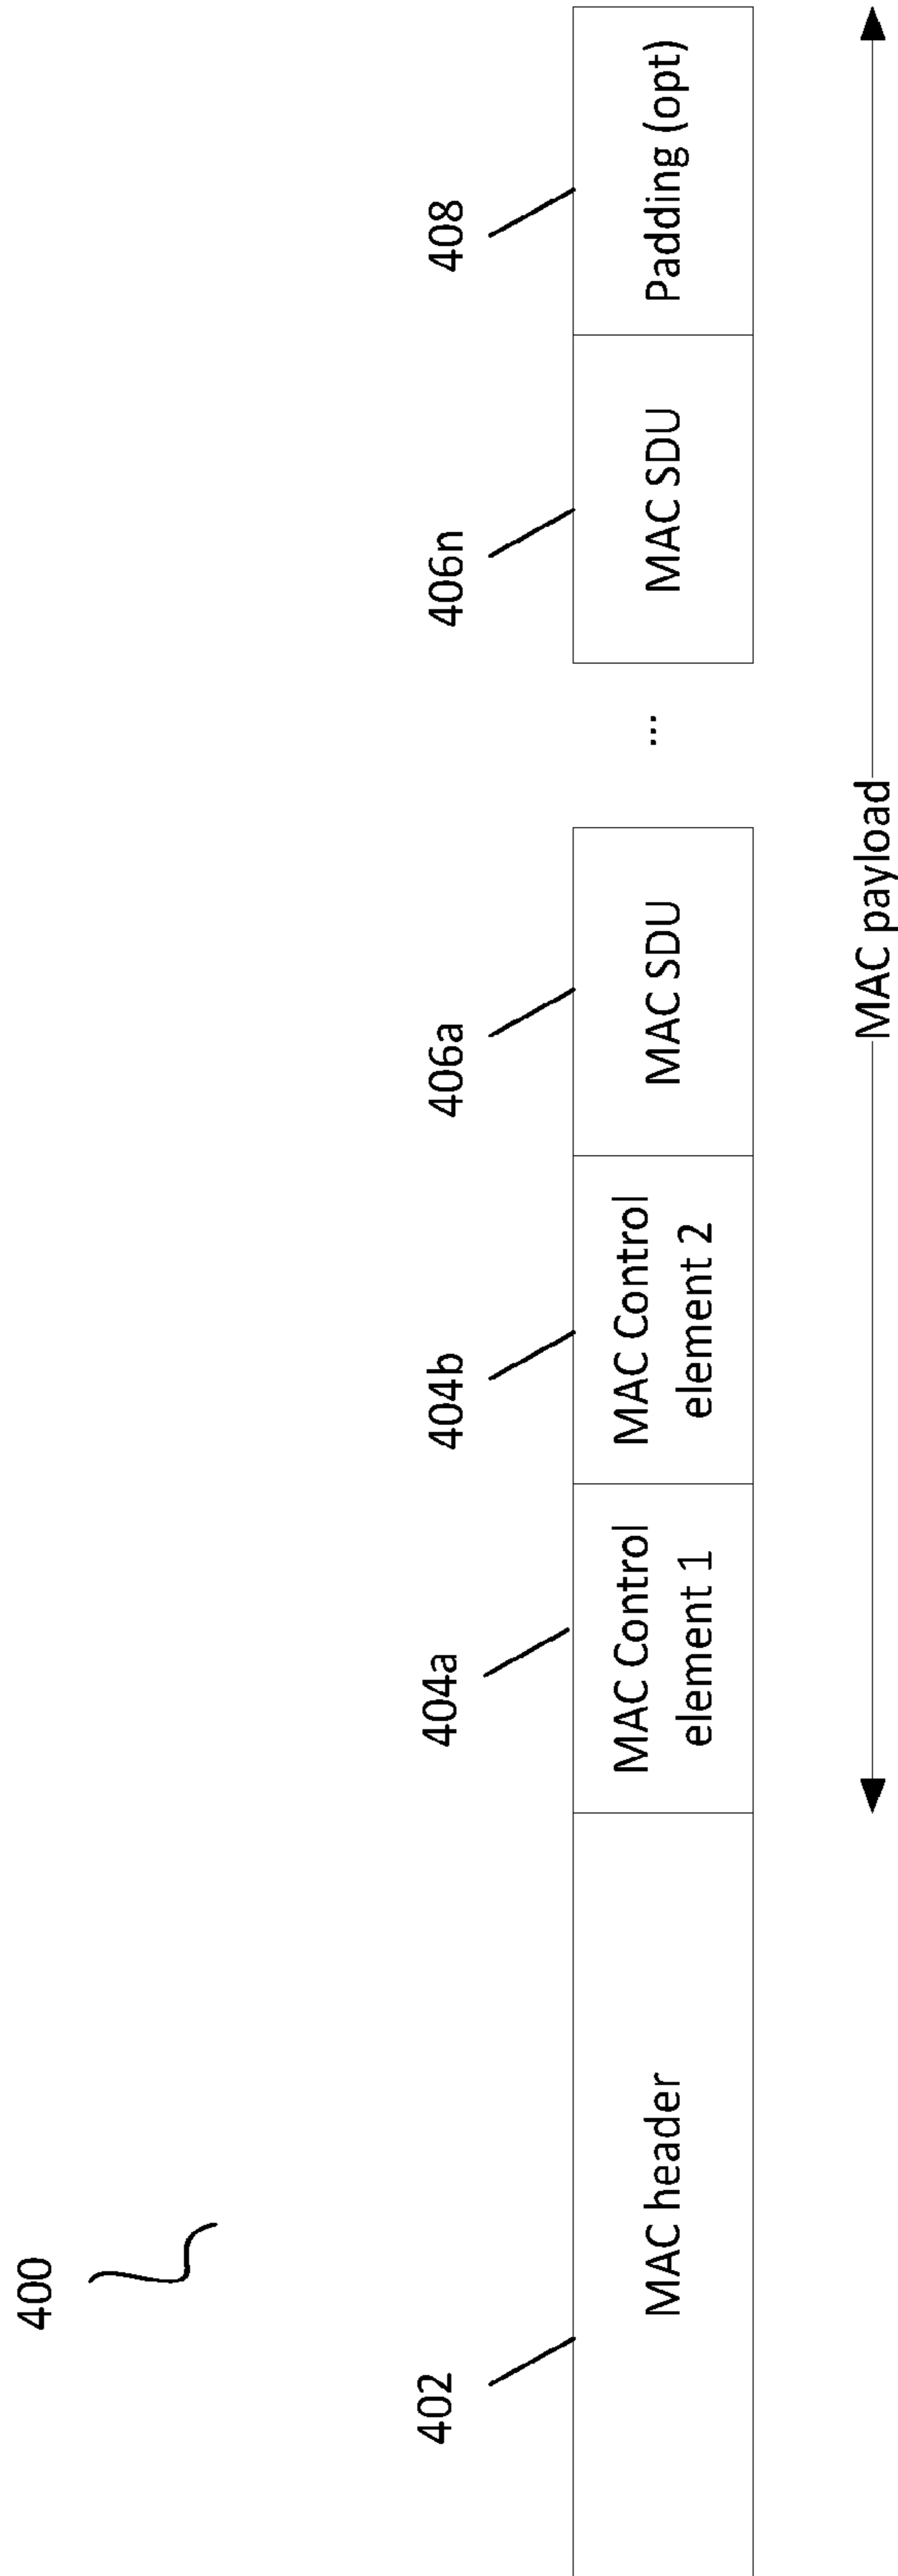 400
402
404a
404b
406a
406n
408
MAC header
MAC Control
element 1
MAC Control
element 2
MAC SDU
...
MAC SDU
Padding (opt)
MAC payload